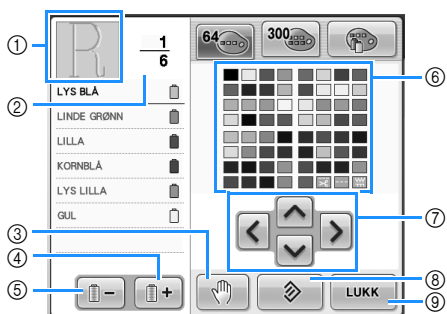 ①
R
1
6
②
64
300
LYS BLÅ
LINDE GRØNN
LILLA
KORNBLÅ
LYS LILLA
GUL
⑥
⑦
③
④
⑤
−
+
LUKK
⑧
⑨